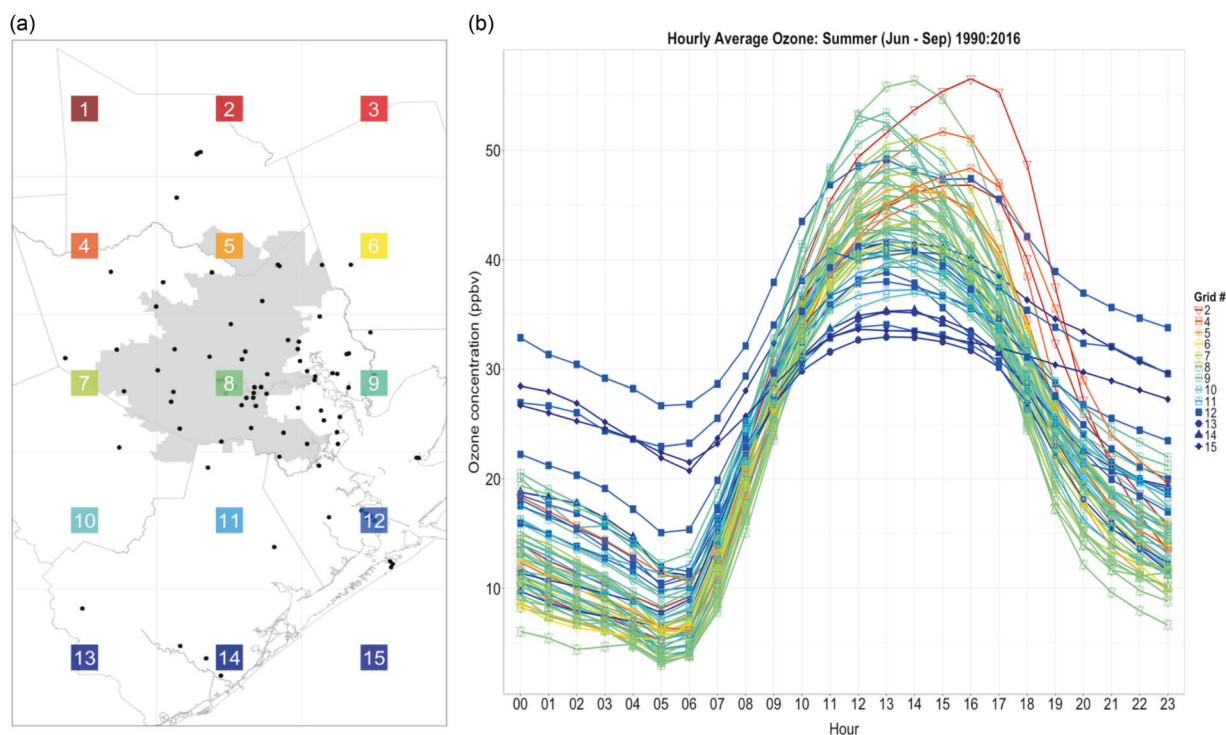 (a)
1 2 3
4 5 6
7 8 9
10 11 12
13 14 15
(b)
Hourly Average Ozone: Summer (Jun - Sep) 1990:2016
Ozone concentration (ppbv)
50
40
30
20
10
00 01 02 03 04 05 06 07 08 09 10 11 12 13 14 15 16 17 18 19 20 21 22 23
Hour
Grid #
2
4
5
6
7
8
9
10
11
12
13
14
15